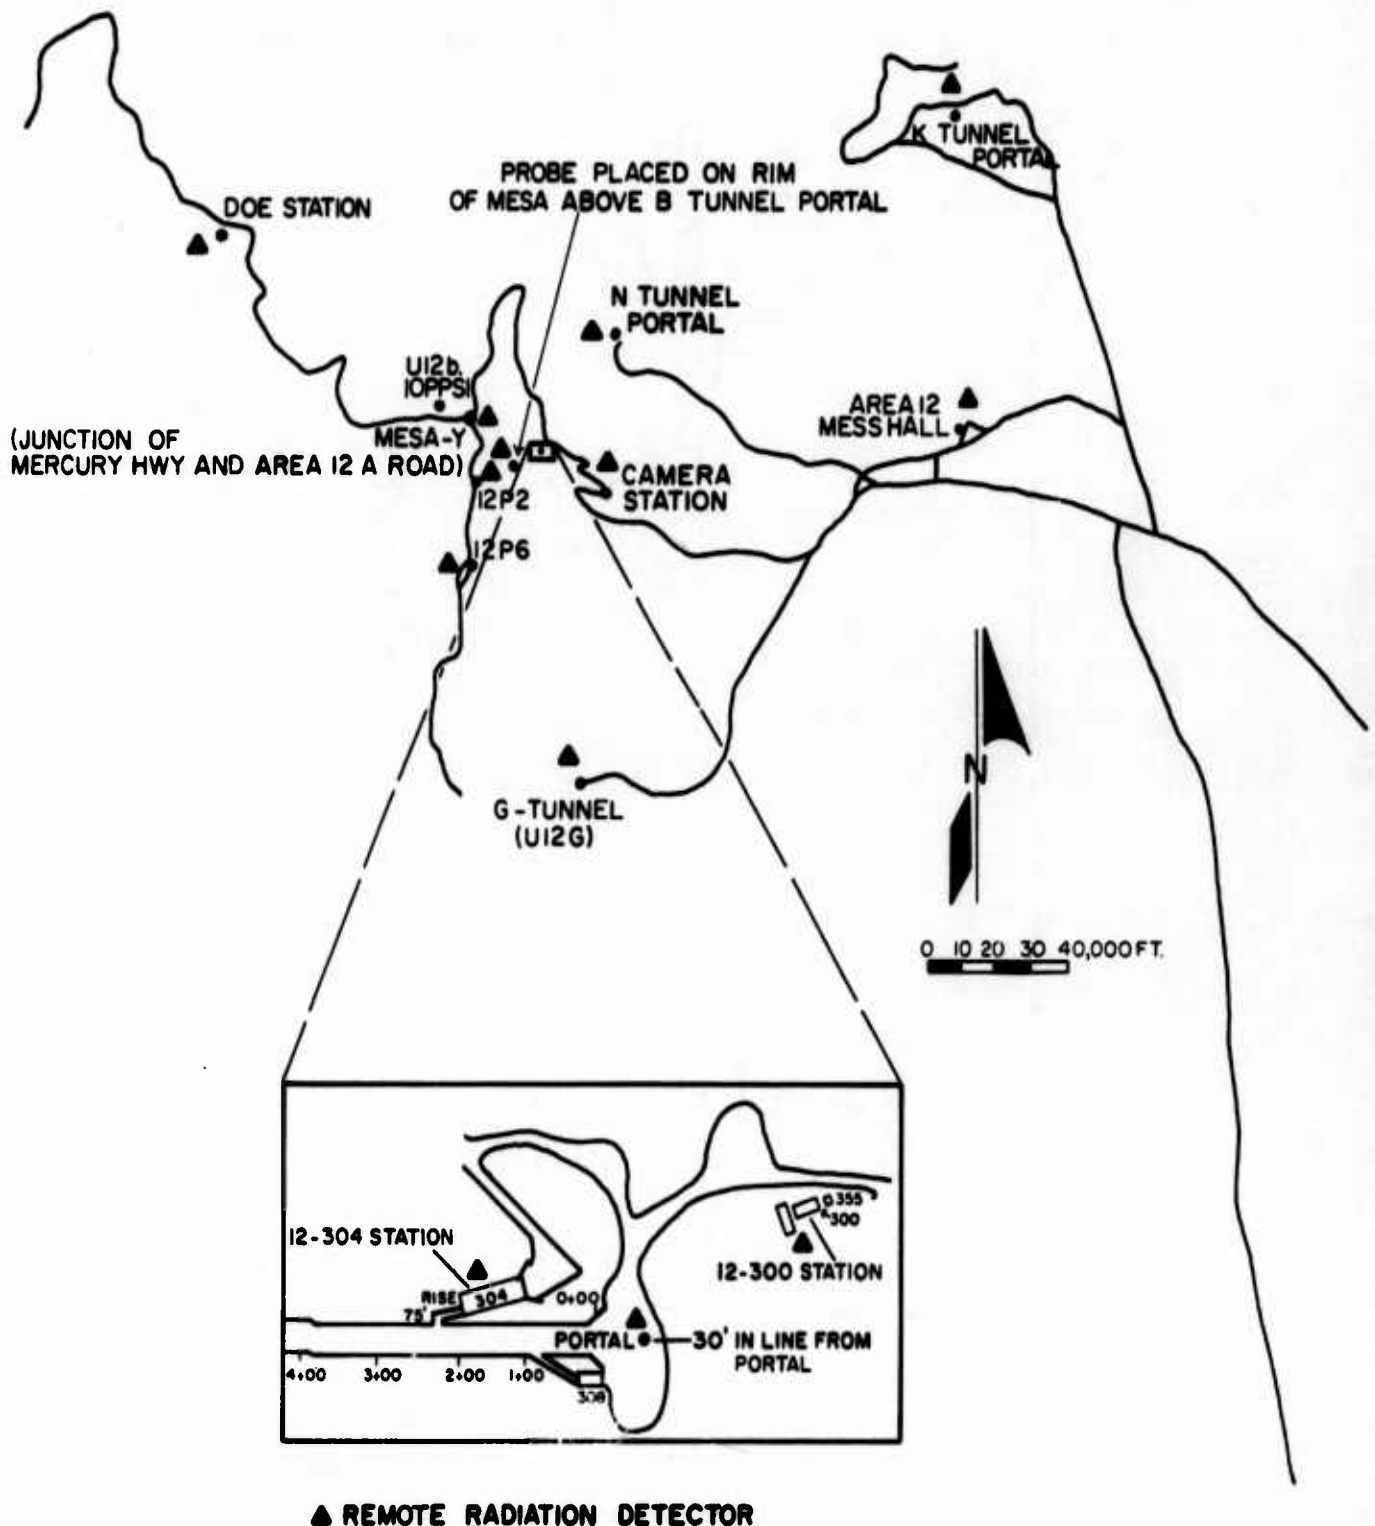 K TUNNEL
PORTAL
PROBE PLACED ON RIM
OF MESA ABOVE B TUNNEL PORTAL
DOE STATION
N TUNNEL
PORTAL
U12b.
10PPSI
AREA 12
MESS HALL
MESA-Y
(JUNCTION OF
MERCURY HWY AND AREA 12 A ROAD)
CAMERA
STATION
12P2
12P6
N
G-TUNNEL
(U12G)
0 10 20 30 40,000 FT.
355
300
12-304 STATION
12-300 STATION
RISE
304
0+00
75'
PORTAL
30' IN LINE FROM
PORTAL
4+00 3+00 2+00 1+00
308
REMOTE RADIATION DETECTOR